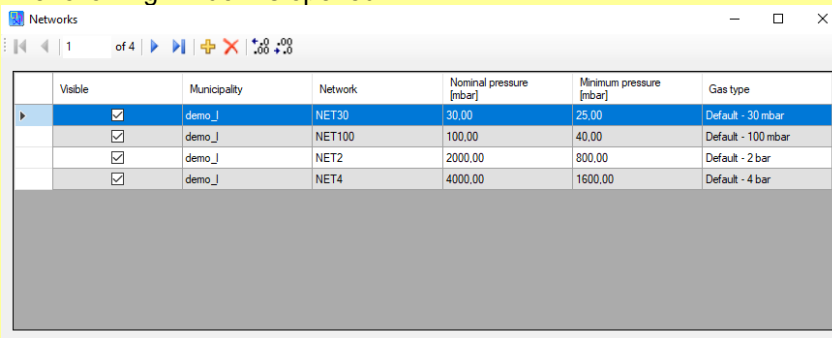 Networks
1 of 4
Visible Municipality Network Nominal pressure [mbar] Minimum pressure [mbar] Gas type
demo_l NET30 30,00 25,00 Default - 30 mbar
demo_l NET100 100,00 40,00 Default - 100 mbar
demo_l NET2 2000,00 800,00 Default - 2 bar
demo_l NET4 4000,00 1600,00 Default - 4 bar